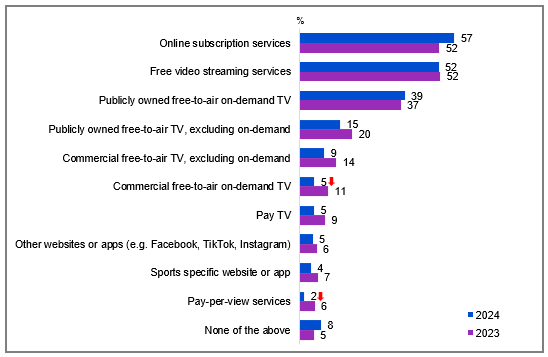 %
Online subscription services 57
52
Free video streaming services 52
52
Publicly owned free-to-air on-demand TV 39
37
Publicly owned free-to-air TV, excluding on-demand 15
20
Commercial free-to-air TV, excluding on-demand 9
14
Commercial free-to-air on-demand TV 5
11
Pay TV 5
9
Other websites or apps (e.g. Facebook, TikTok, Instagram) 5
6
Sports specific website or app 4
7
Pay-per-view services 2
6
None of the above 8
5
2024
2023